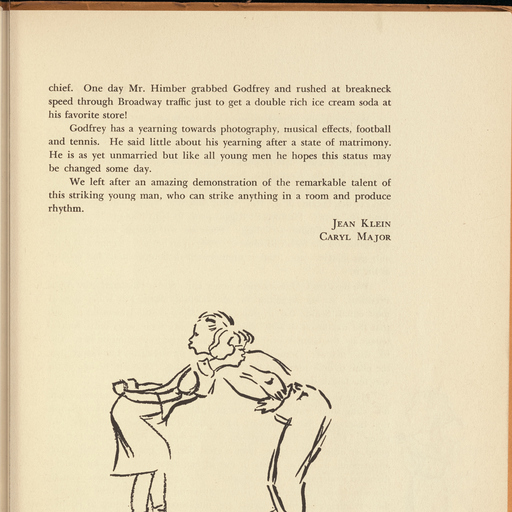 chief. One day Mr. Himber grabbed Godfrey and rushed at breakneck
speed through Broadway traffic just to get a double rich ice cream soda at
his favorite store!
Godfrey has a yearning towards photography, musical effects, football
and tennis. He said little about his yearning after a state of matrimony.
He is as yet unmarried but like all young men he hopes this status may
be changed some day.
We left after an amazing demonstration of the remarkable talent of
this striking young man, who can strike anything in a room and produce
rhythm.
Jean Klein
Caryl Major